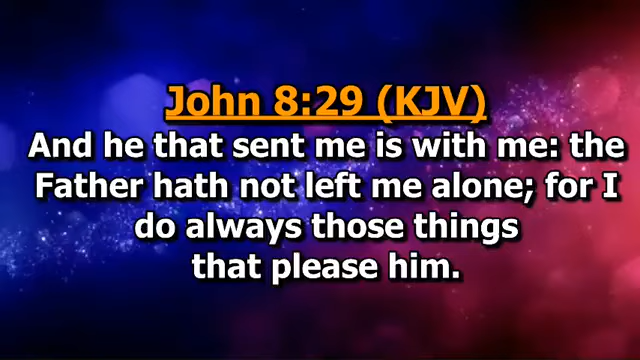 John 8:29 (KJV)
And he that sent me is with me: the
Father hath not left me alone; for I
do always those things
that please him.